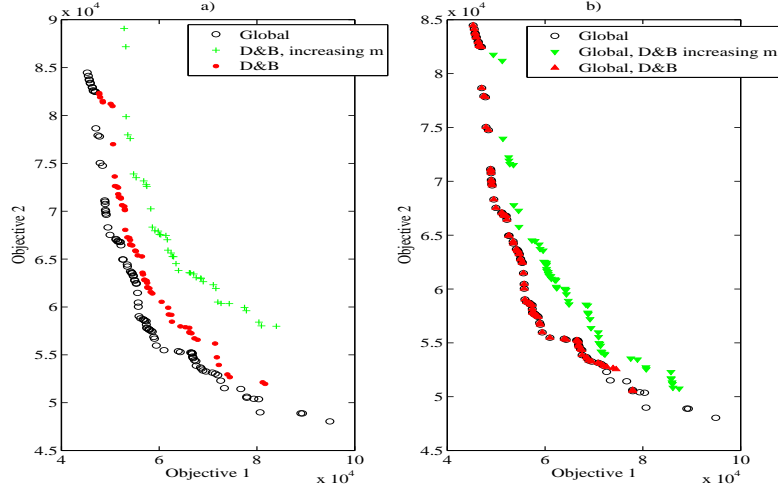 a)
x 10^4
Global
D&B, increasing m
D&B
9
8.5
8
7.5
7
6.5
6
5.5
5
4.5
Objective 2
4
6
8
10
Objective 1
x 10^4
b)
x 10^4
Global
Global, D&B increasing m
Global, D&B
8.5
8
7.5
7
6.5
6
5.5
5
4.5
Objective 2
4
6
8
10
Objective 1
x 10^4